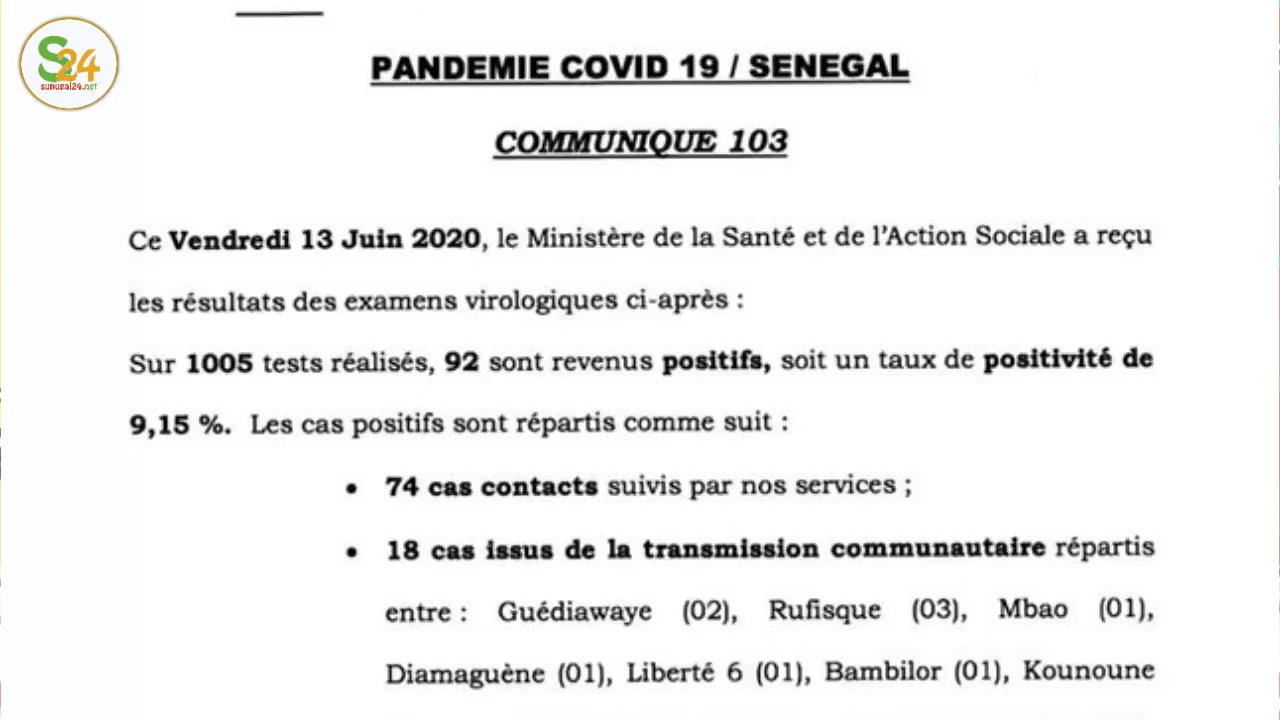 S24
sunugal24.net
PANDEMIE COVID 19 / SENEGAL
COMMUNIQUE 103
Ce Vendredi 13 Juin 2020, le Ministère de la Santé et de l'Action Sociale a reçu
les résultats des examens virologiques ci-après :
Sur 1005 tests réalisés, 92 sont revenus positifs, soit un taux de positivité de
9,15 %. Les cas positifs sont répartis comme suit :
• 74 cas contacts suivis par nos services ;
• 18 cas issus de la transmission communautaire répartis
entre : Guédiawaye (02), Rufisque (03), Mbao (01),
Diamaguène (01), Liberté 6 (01), Bambilor (01), Kounoune